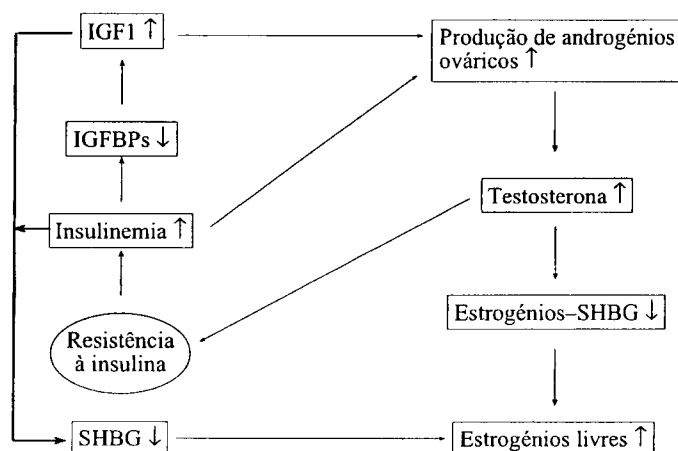 IGF1 ↑
Produção de androgénios
ováricos ↑
IGFBPs ↓
Testosterona ↑
Insulinemia ↑
Estrogénios–SHBG ↓
Resistência
à insulina
SHBG ↓
Estrogénios livres ↑